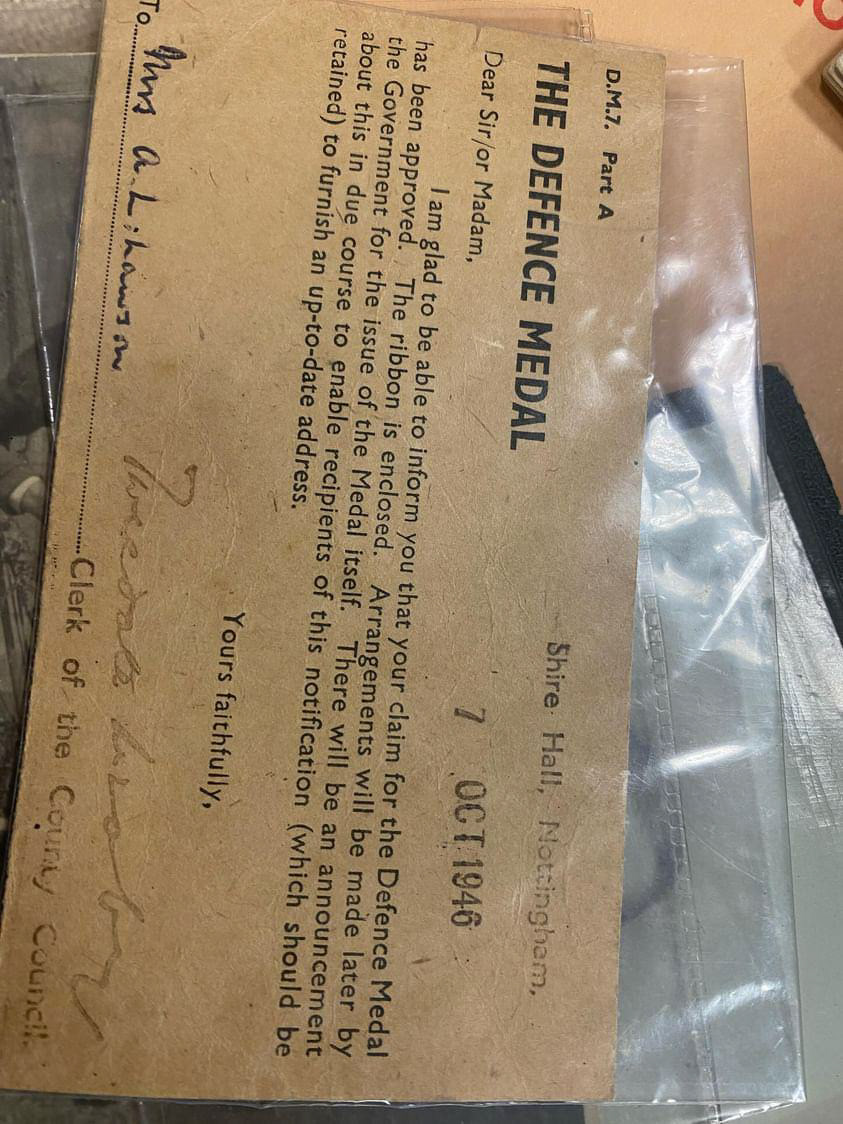 D.M.7. Part A
THE DEFENCE MEDAL
Shire Hall, Nottingham,
7 OCT 1946
Dear Sir/or Madam,
I am glad to be able to inform you that your claim for the Defence Medal
has been approved. The ribbon is enclosed. Arrangements will be made later by
the Government for the issue of the Medal itself. There will be an announcement
about this in due course to enable recipients of this notification (which should be
retained) to furnish an up-to-date address.
Yours faithfully,
To Mrs A. L.
Clerk of the County Council.